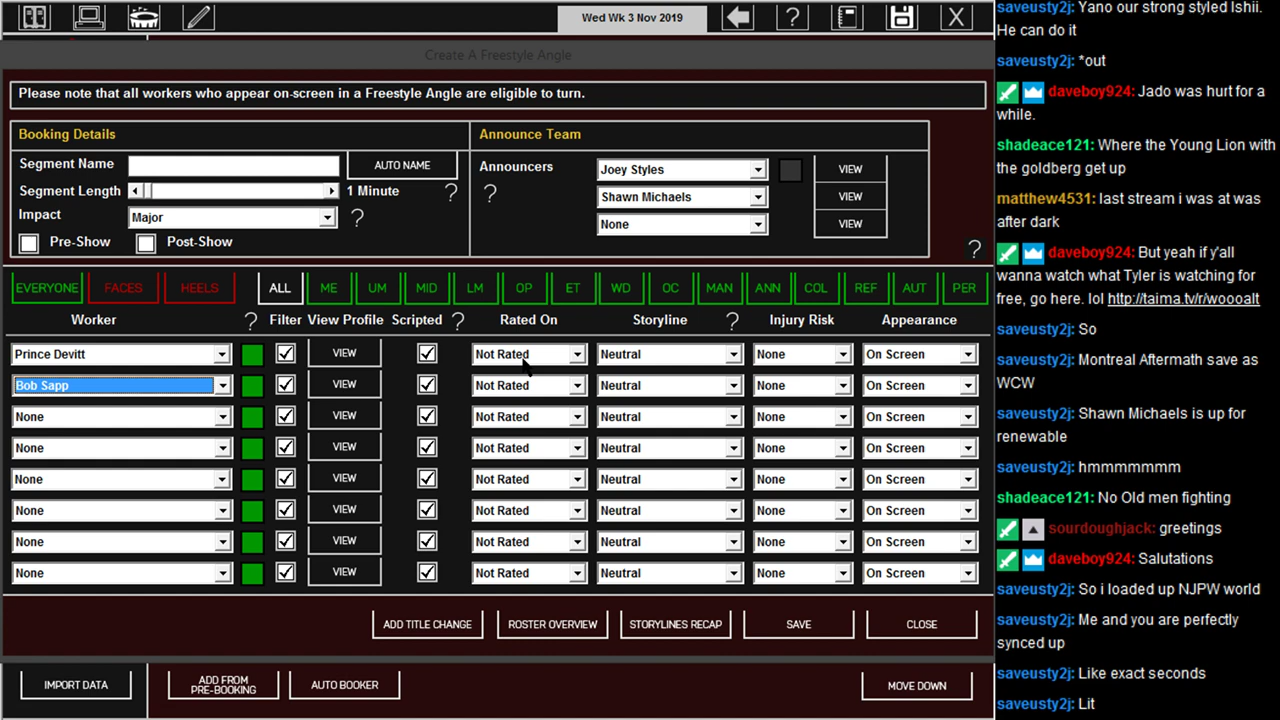 Wed Wk 3 Nov 2019
?
X
Create A Freestyle Angle
Please note that all workers who appear on-screen in a Freestyle Angle are eligible to turn.
Booking Details
Segment Name
AUTO NAME
Segment Length
1 Minute
?
Impact
Major
?
Pre-Show
Post-Show
Announce Team
Announcers
?
Joey Styles
VIEW
Shawn Michaels
VIEW
None
VIEW
?
EVERYONE FACES HEELS ALL ME UM MID LM OP ET WD OC MAN ANN COL REF AUT PER
Worker ? Filter View Profile Scripted ? Rated On Storyline ? Injury Risk Appearance
Prince Devitt VIEW Not Rated Neutral None On Screen
Bob Sapp VIEW Not Rated Neutral None On Screen
None VIEW Not Rated Neutral None On Screen
None VIEW Not Rated Neutral None On Screen
None VIEW Not Rated Neutral None On Screen
None VIEW Not Rated Neutral None On Screen
None VIEW Not Rated Neutral None On Screen
None VIEW Not Rated Neutral None On Screen
ADD TITLE CHANGE ROSTER OVERVIEW STORYLINES RECAP SAVE CLOSE
IMPORT DATA
ADD FROM
PRE-BOOKING
AUTO BOOKER
MOVE DOWN
saveusty2j: Yano our strong styled Ishii.
He can do it
saveusty2j: *out
daveboy924: Jado was hurt for a
while.
shadeace121: Where the Young Lion with
the goldberg get up
matthew4531: last stream i was at was
after dark
daveboy924: But yeah if y'all
wanna watch what Tyler is watching for
free, go here. lol http://taima.tv/r/woooalt
saveusty2j: So
saveusty2j: Montreal Aftermath save as
WCW
saveusty2j: Shawn Michaels is up for
renewable
saveusty2j: hmmmmmmm
shadeace121: No Old men fighting
sourdoughjack: greetings
daveboy924: Salutations
saveusty2j: So i loaded up NJPW world
saveusty2j: Me and you are perfectly
synced up
saveusty2j: Like exact seconds
saveusty2j: Lit